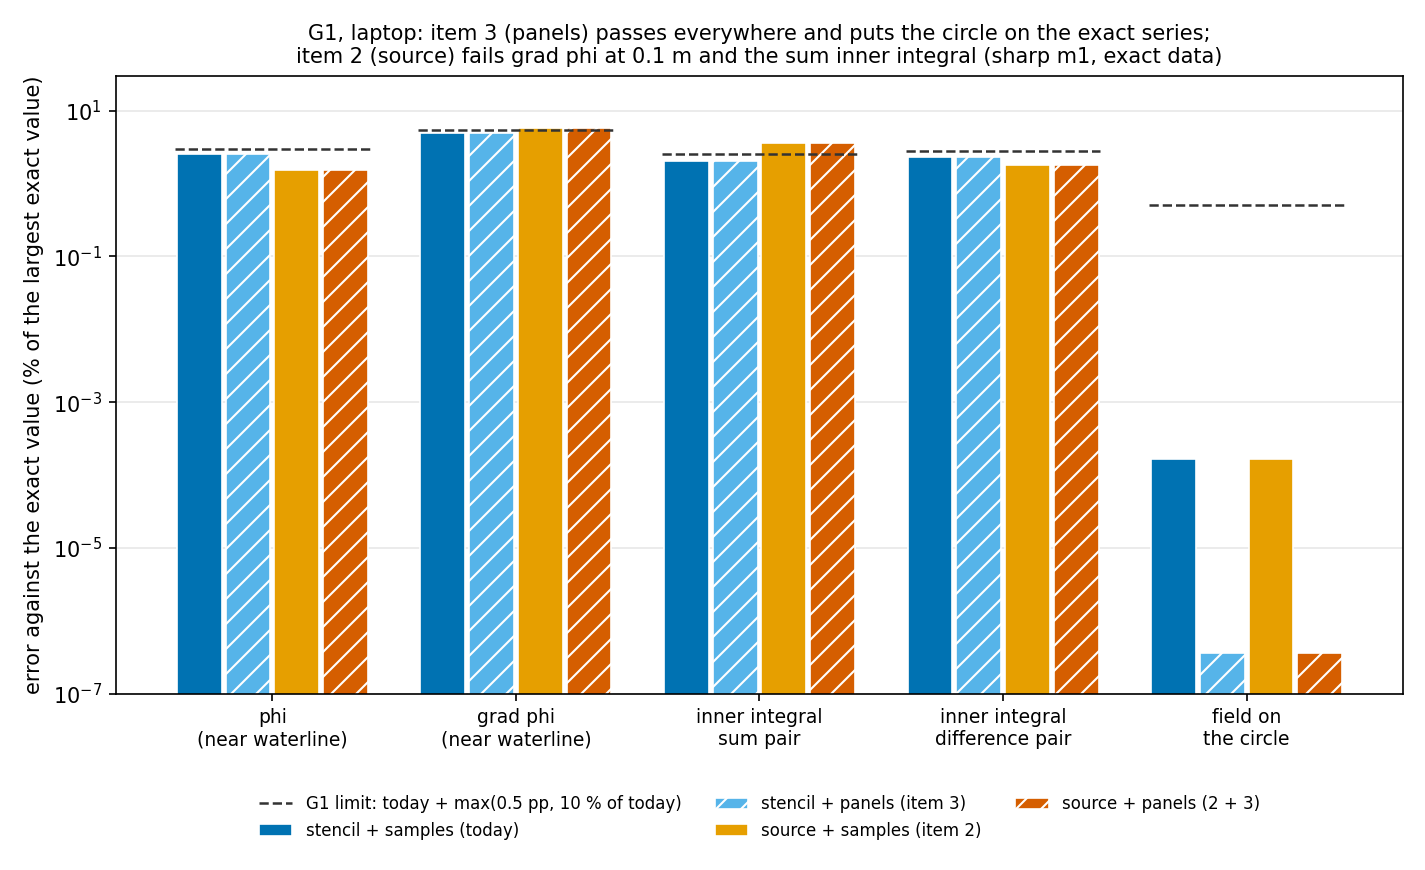 G1, laptop: item 3 (panels) passes everywhere and puts the circle on the exact series;
item 2 (source) fails grad phi at 0.1 m and the sum inner integral (sharp m1, exact data)
error against the exact value (% of the largest exact value)
10¹
10⁻¹
10⁻³
10⁻⁵
10⁻⁷
phi
(near waterline)
grad phi
(near waterline)
inner integral
sum pair
inner integral
difference pair
field on
the circle
G1 limit: today + max(0.5 pp, 10 % of today)
stencil + samples (today)
stencil + panels (item 3)
source + samples (item 2)
source + panels (2 + 3)